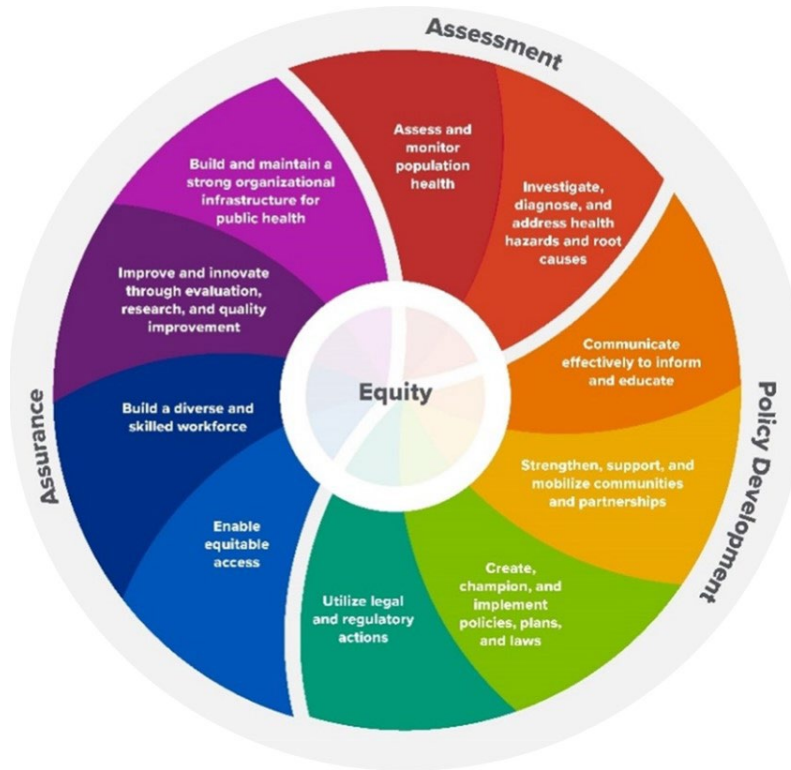 Assessment
Assess and
monitor
population
health
Investigate,
diagnose, and
address health
hazards and root
causes
Policy Development
Communicate
effectively to inform
and educate
Strengthen, support, and
mobilize communities
and partnerships
Create,
champion, and
implement
policies, plans,
and laws
Utilize legal
and regulatory
actions
Assurance
Enable
equitable
access
Build a diverse and
skilled workforce
Improve and innovate
through evaluation,
research, and quality
improvement
Build and maintain a
strong organizational
infrastructure for
public health
Equity